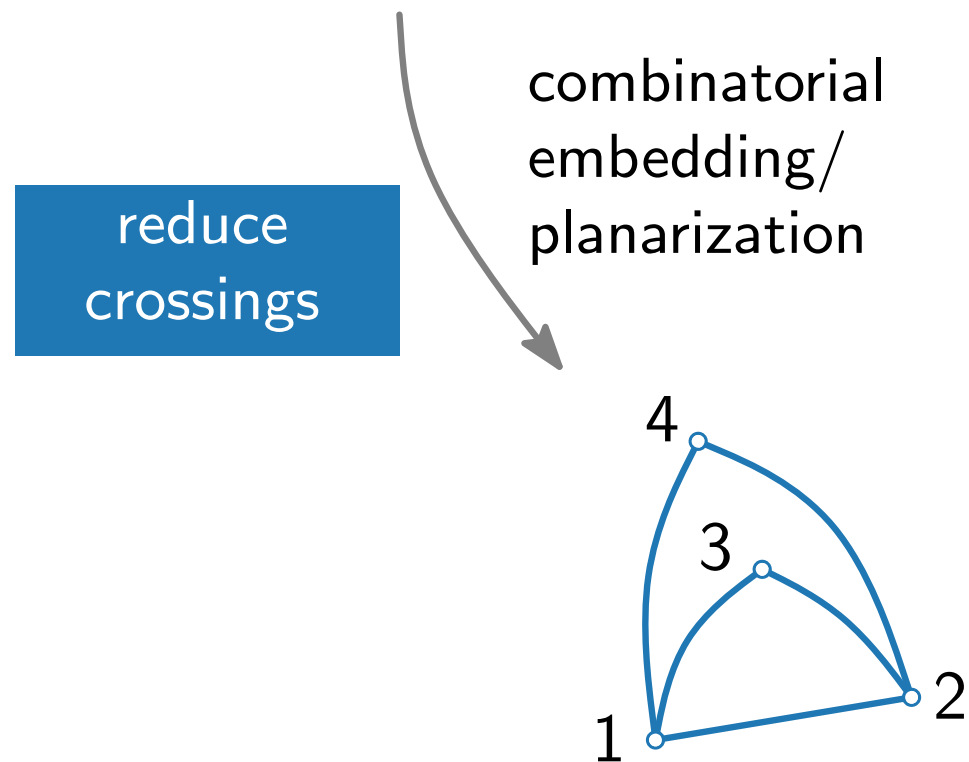 combinatorial
embedding/
planarization
reduce
crossings
4
3
2
1